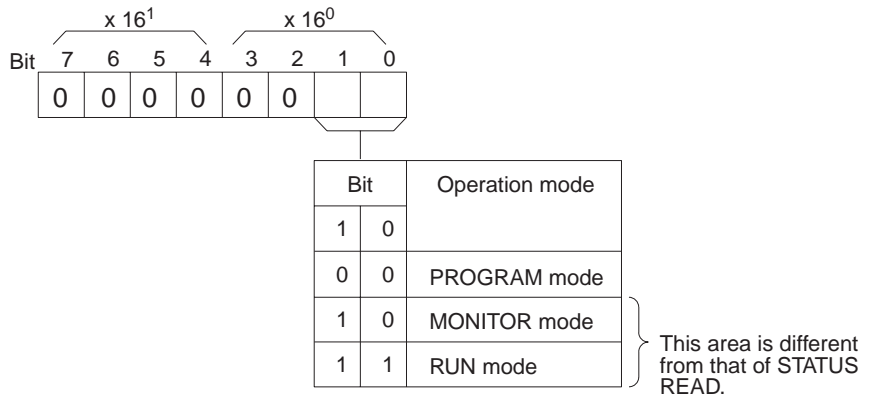 x 16¹ x 16⁰
Bit 7 6 5 4 3 2 1 0
0 0 0 0 0 0
Bit Operation mode
1 0
0 0 PROGRAM mode
1 0 MONITOR mode
1 1 RUN mode
This area is different
from that of STATUS
READ.